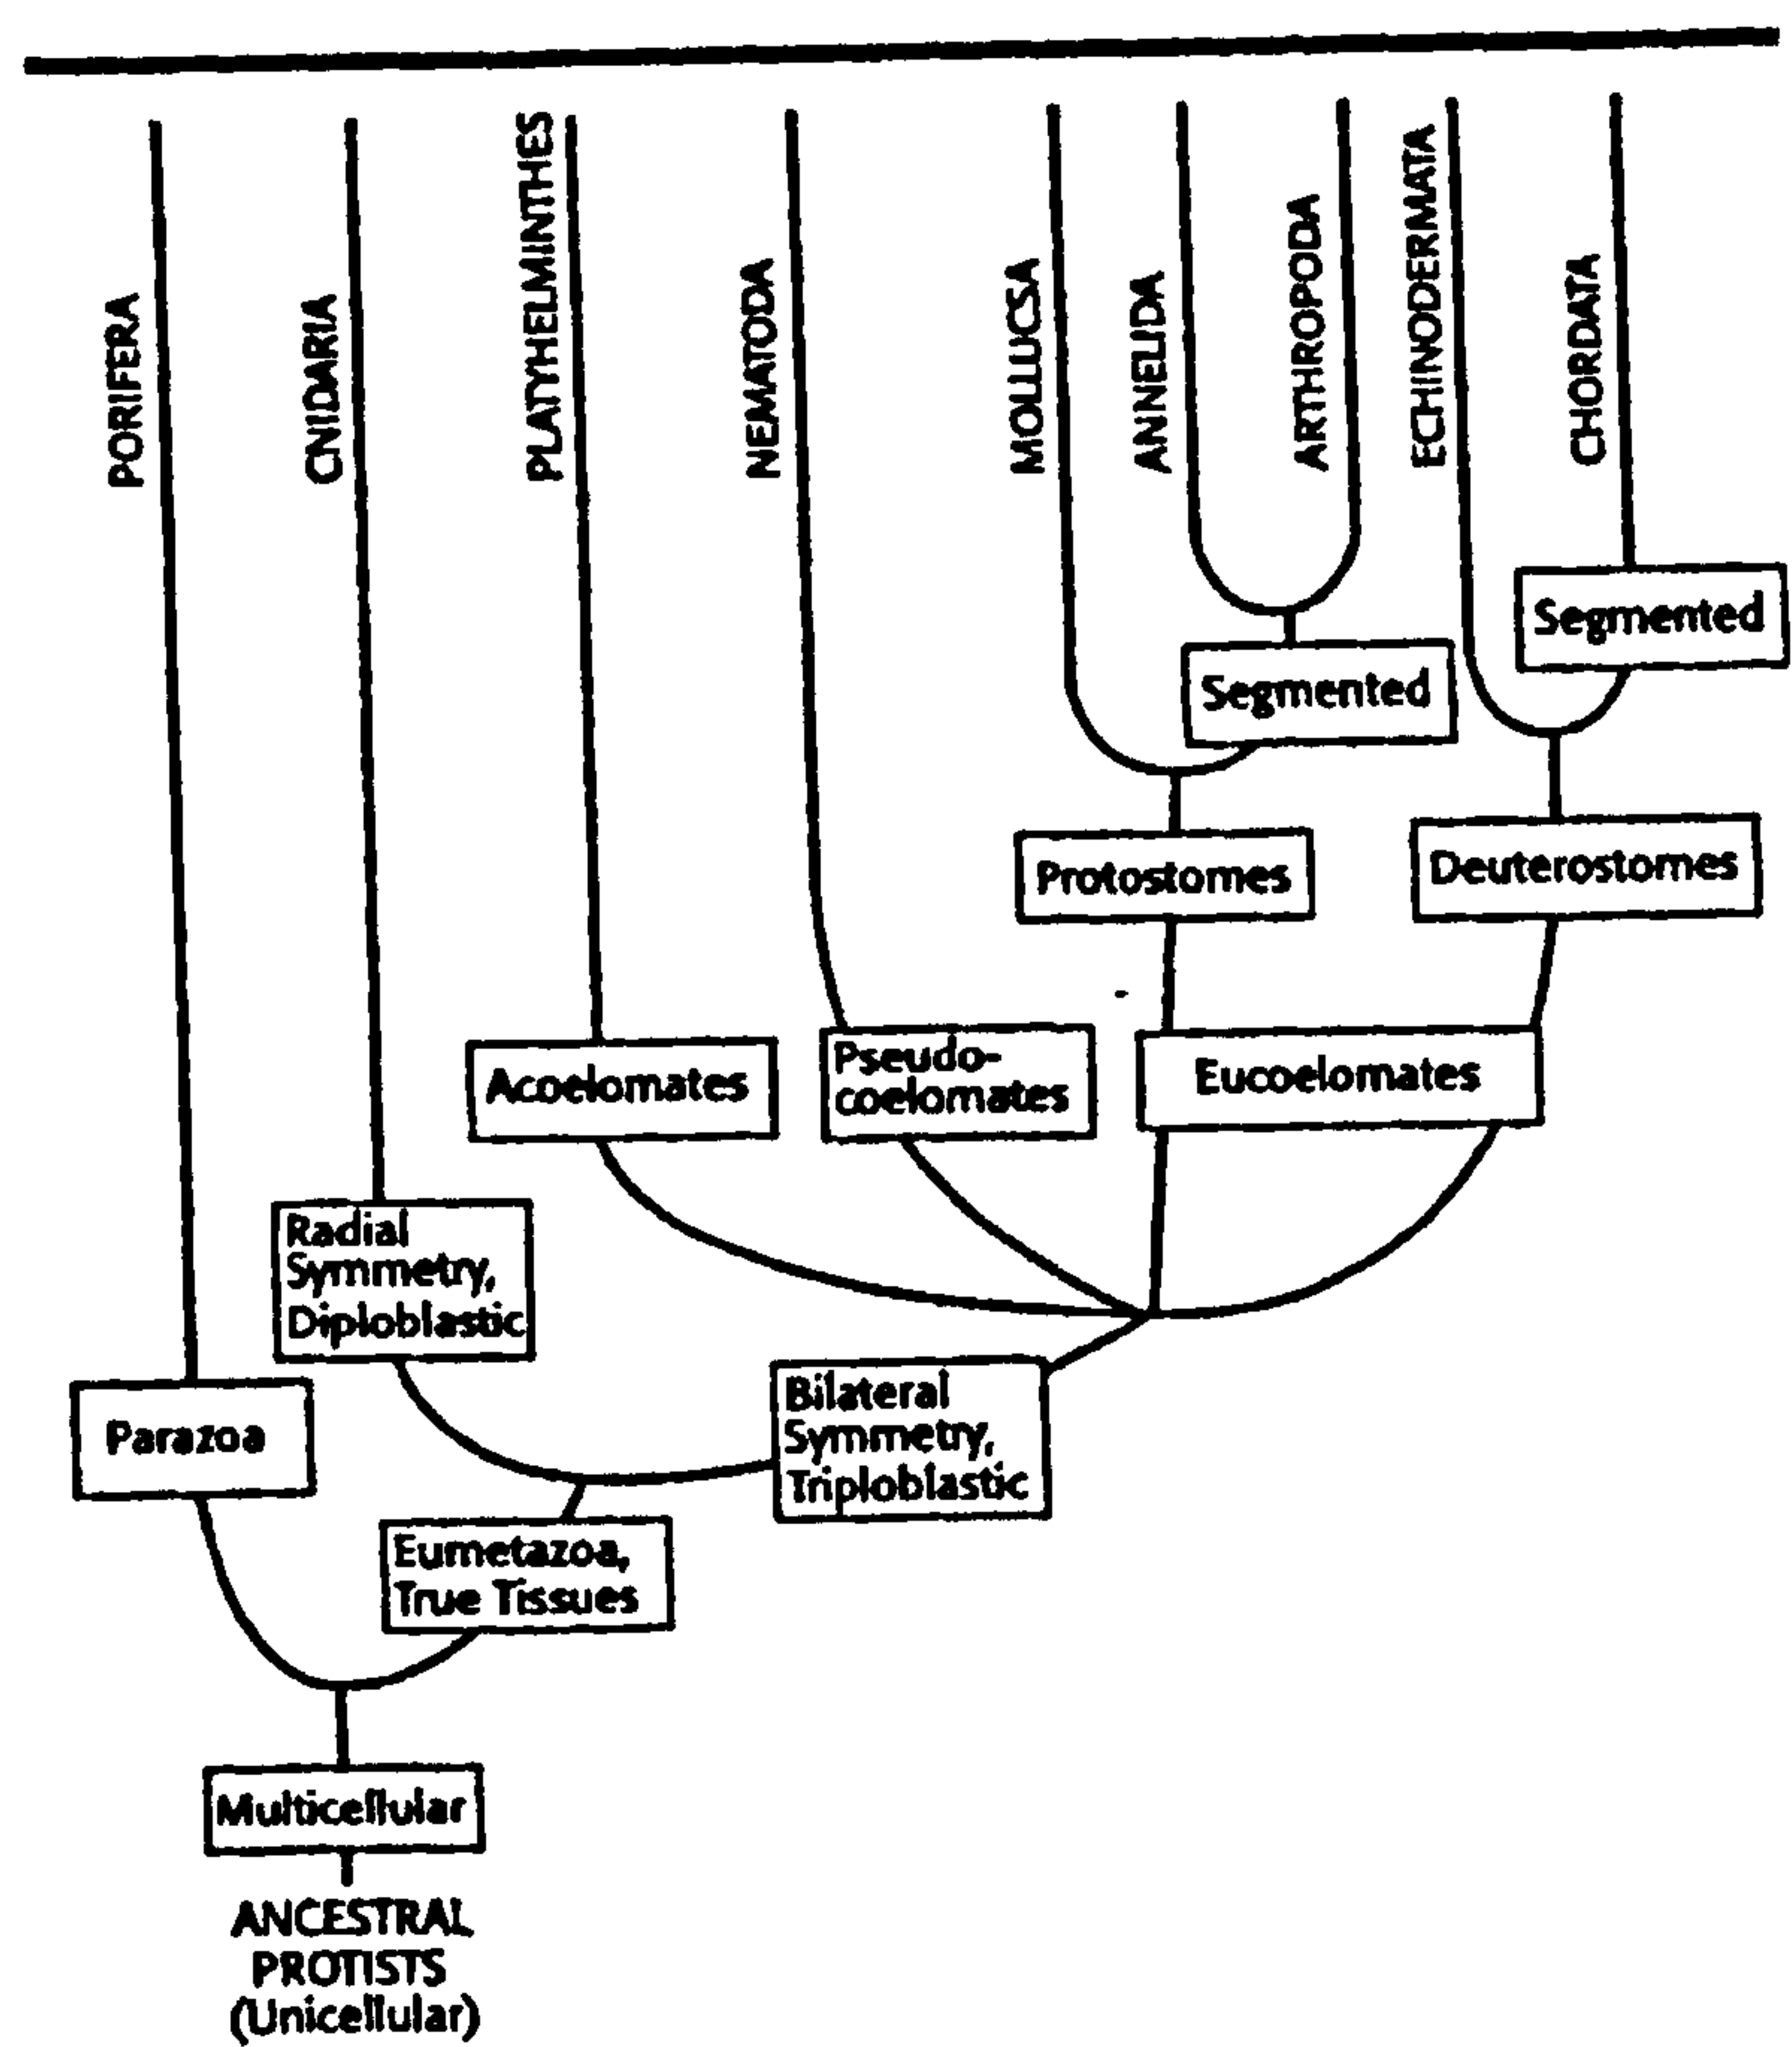 PORIFERA
CNIDARIA
PLATYHELMINTHES
NEMATODA
MOLLUCSA
ANNELIDA
ARTHROPODA
ECHINODERMATA
CHORDATA
Segmented
Segmented
Protostomes
Deuterostomes
Acoelomates
Pseudo-
coelomates
Eucoelomates
Radial
Symmetry,
Diploblastic
Bilateral
Symmetry,
Triploblastic
Parazoa
Eumetazoa,
True Tissues
Multicellular
ANCESTRAL
PROTISTS
(Unicellular)